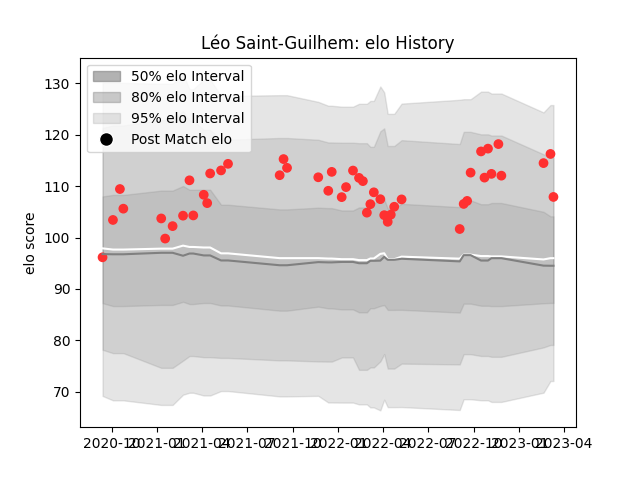 Léo Saint-Guilhem: elo History
50% elo Interval
80% elo Interval
95% elo Interval
Post Match elo
elo score
130
120
110
100
90
80
70
2020-10 2021-01 2021-04 2021-07 2021-10 2022-01 2022-04 2022-07 2022-10 2023-01 2023-04